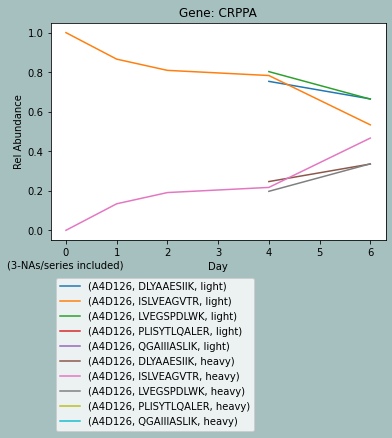 Gene: CRPPA
1.0
0.8
0.6
0.4
0.2
0.0
Rel Abundance
0 1 2 3 4 5 6
(3-NAs/series included)
Day
(A4D126, DLYAAESIIK, light)
(A4D126, ISLVEAGVTR, light)
(A4D126, LVEGSPDLWK, light)
(A4D126, PLISYTLQALER, light)
(A4D126, QGAIIIASLIK, light)
(A4D126, DLYAAESIIK, heavy)
(A4D126, ISLVEAGVTR, heavy)
(A4D126, LVEGSPDLWK, heavy)
(A4D126, PLISYTLQALER, heavy)
(A4D126, QGAIIIASLIK, heavy)